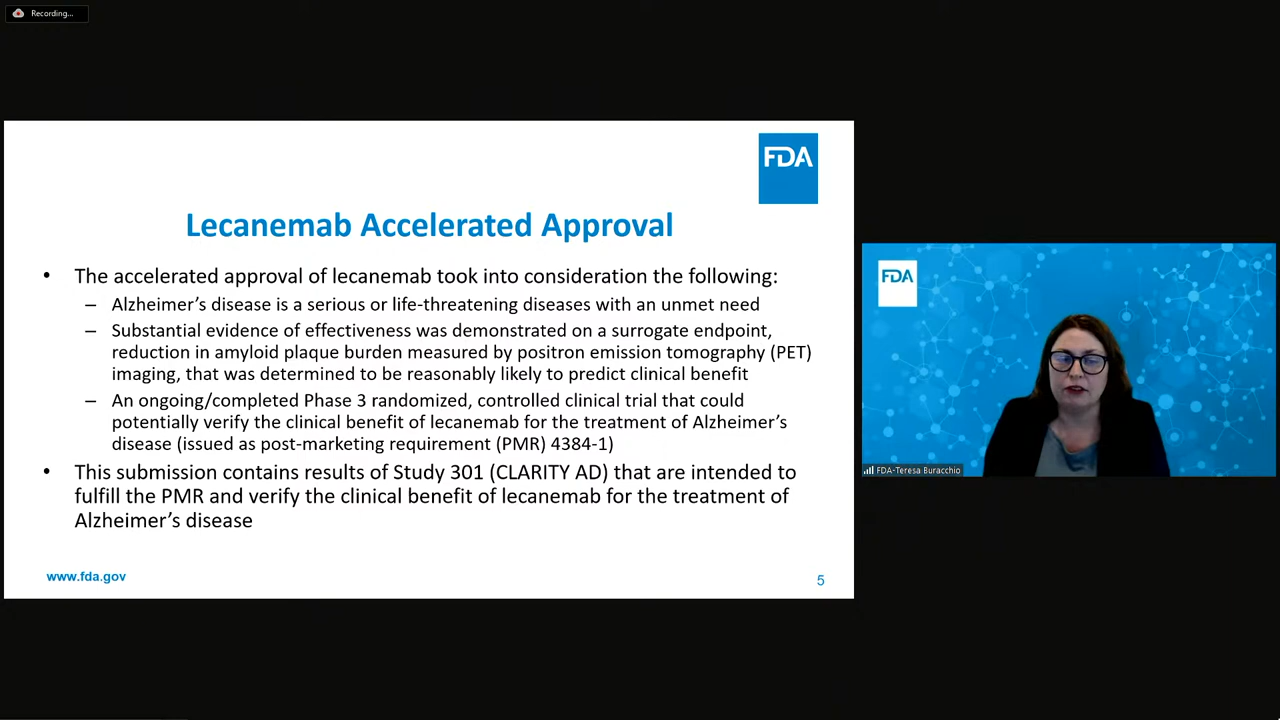 Recording...
FDA
Lecanemab Accelerated Approval
• The accelerated approval of lecanemab took into consideration the following:
– Alzheimer's disease is a serious or life-threatening diseases with an unmet need
– Substantial evidence of effectiveness was demonstrated on a surrogate endpoint,
reduction in amyloid plaque burden measured by positron emission tomography (PET)
imaging, that was determined to be reasonably likely to predict clinical benefit
– An ongoing/completed Phase 3 randomized, controlled clinical trial that could
potentially verify the clinical benefit of lecanemab for the treatment of Alzheimer's
disease (issued as post-marketing requirement (PMR) 4384-1)
• This submission contains results of Study 301 (CLARITY AD) that are intended to
fulfill the PMR and verify the clinical benefit of lecanemab for the treatment of
Alzheimer's disease
www.fda.gov
5
FDA
FDA-Teresa Buracchio